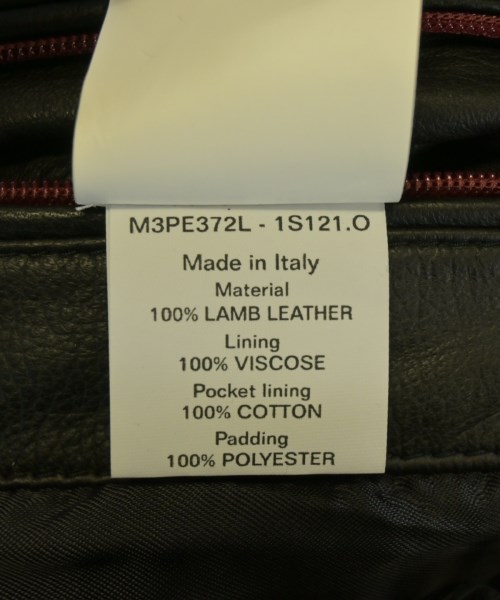 M3PE372L - 1S121.O
Made in Italy
Material
100% LAMB LEATHER
Lining
100% VISCOSE
Pocket lining
100% COTTON
Padding
100% POLYESTER